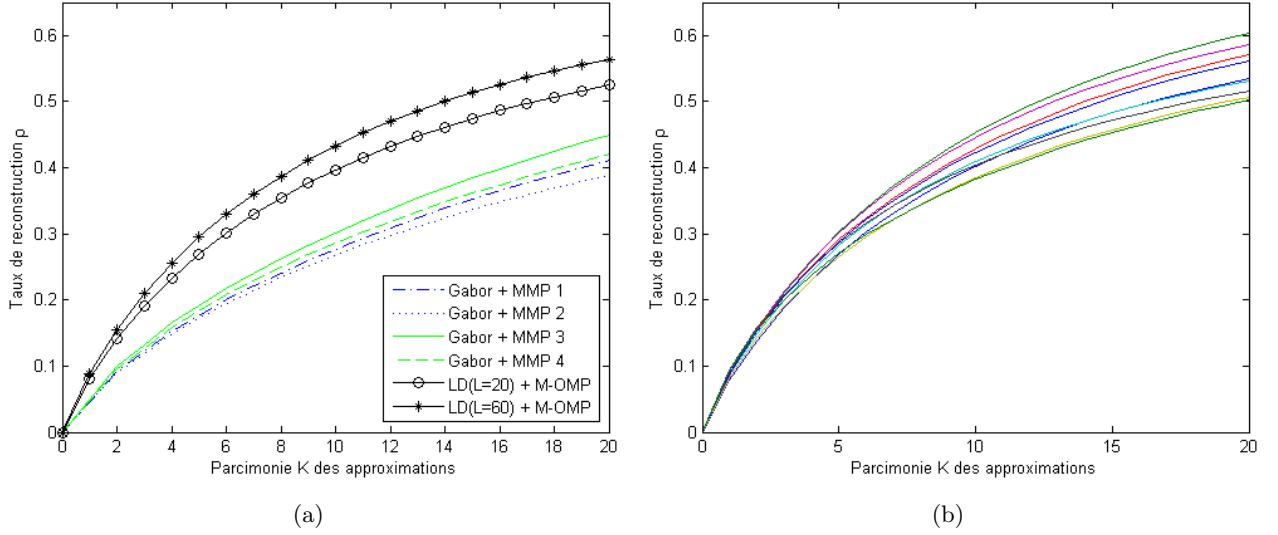 0.6
0.5
0.4
0.3
0.2
0.1
0
Taux de reconstruction ρ
0 2 4 6 8 10 12 14 16 18 20
Parcimonie K des approximations
Gabor + MMP 1
Gabor + MMP 2
Gabor + MMP 3
Gabor + MMP 4
LD(L=20) + M-OMP
LD(L=60) + M-OMP
(a)
0.6
0.5
0.4
0.3
0.2
0.1
0
Taux de reconstruction ρ
0 5 10 15 20
Parcimonie K des approximations
(b)